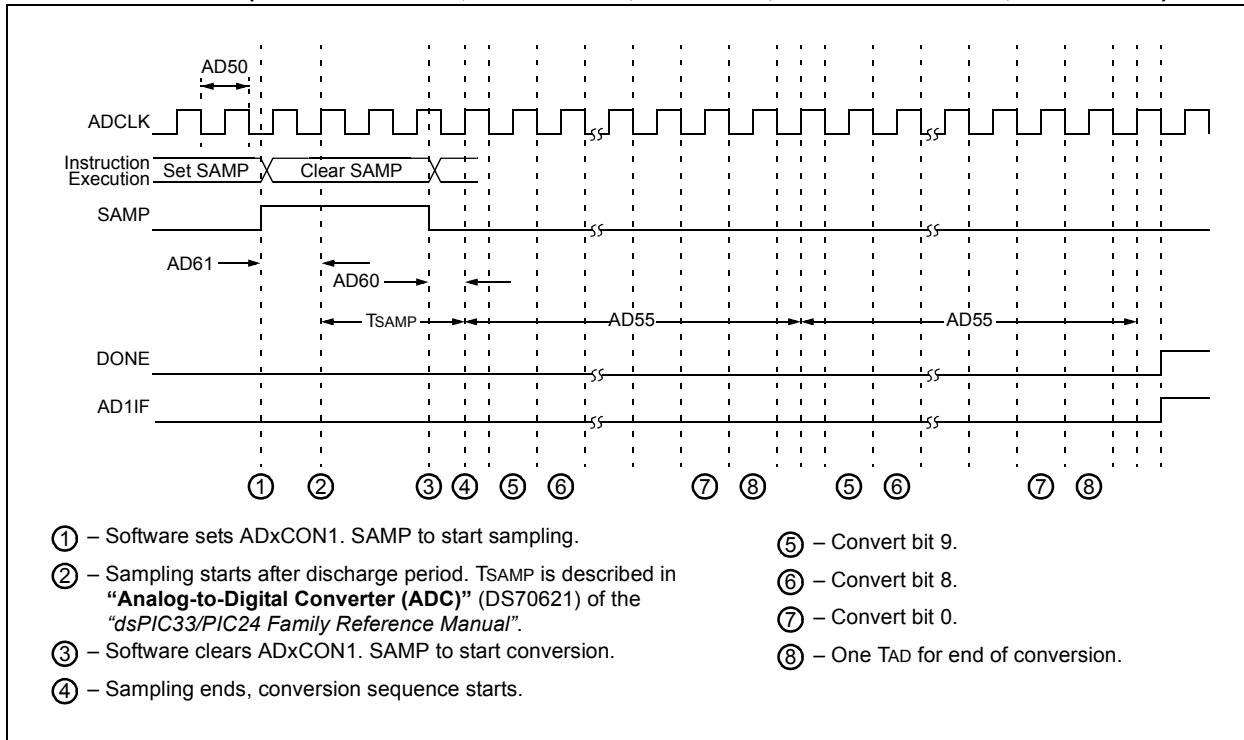 AD50
ADCLK
Instruction
Execution
Set SAMP
Clear SAMP
SAMP
AD61
AD60
TSAMP
AD55
AD55
DONE
AD1IF
1 2 3 4 5 6 7 8 5 6 7 8
1 – Software sets ADxCON1. SAMP to start sampling.
2 – Sampling starts after discharge period. TSAMP is described in
“Analog-to-Digital Converter (ADC)” (DS70621) of the
“dsPIC33/PIC24 Family Reference Manual”.
3 – Software clears ADxCON1. SAMP to start conversion.
4 – Sampling ends, conversion sequence starts.
5 – Convert bit 9.
6 – Convert bit 8.
7 – Convert bit 0.
8 – One TAD for end of conversion.